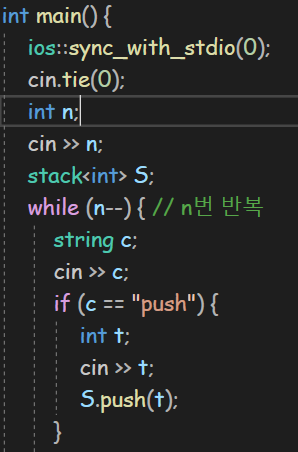 int main() {
ios::sync_with_stdio(0);
cin.tie(0);
int n;
cin >> n;
stack<int> S;
while (n--) { // n번 반복
string c;
cin >> c;
if (c == "push") {
int t;
cin >> t;
S.push(t);
}